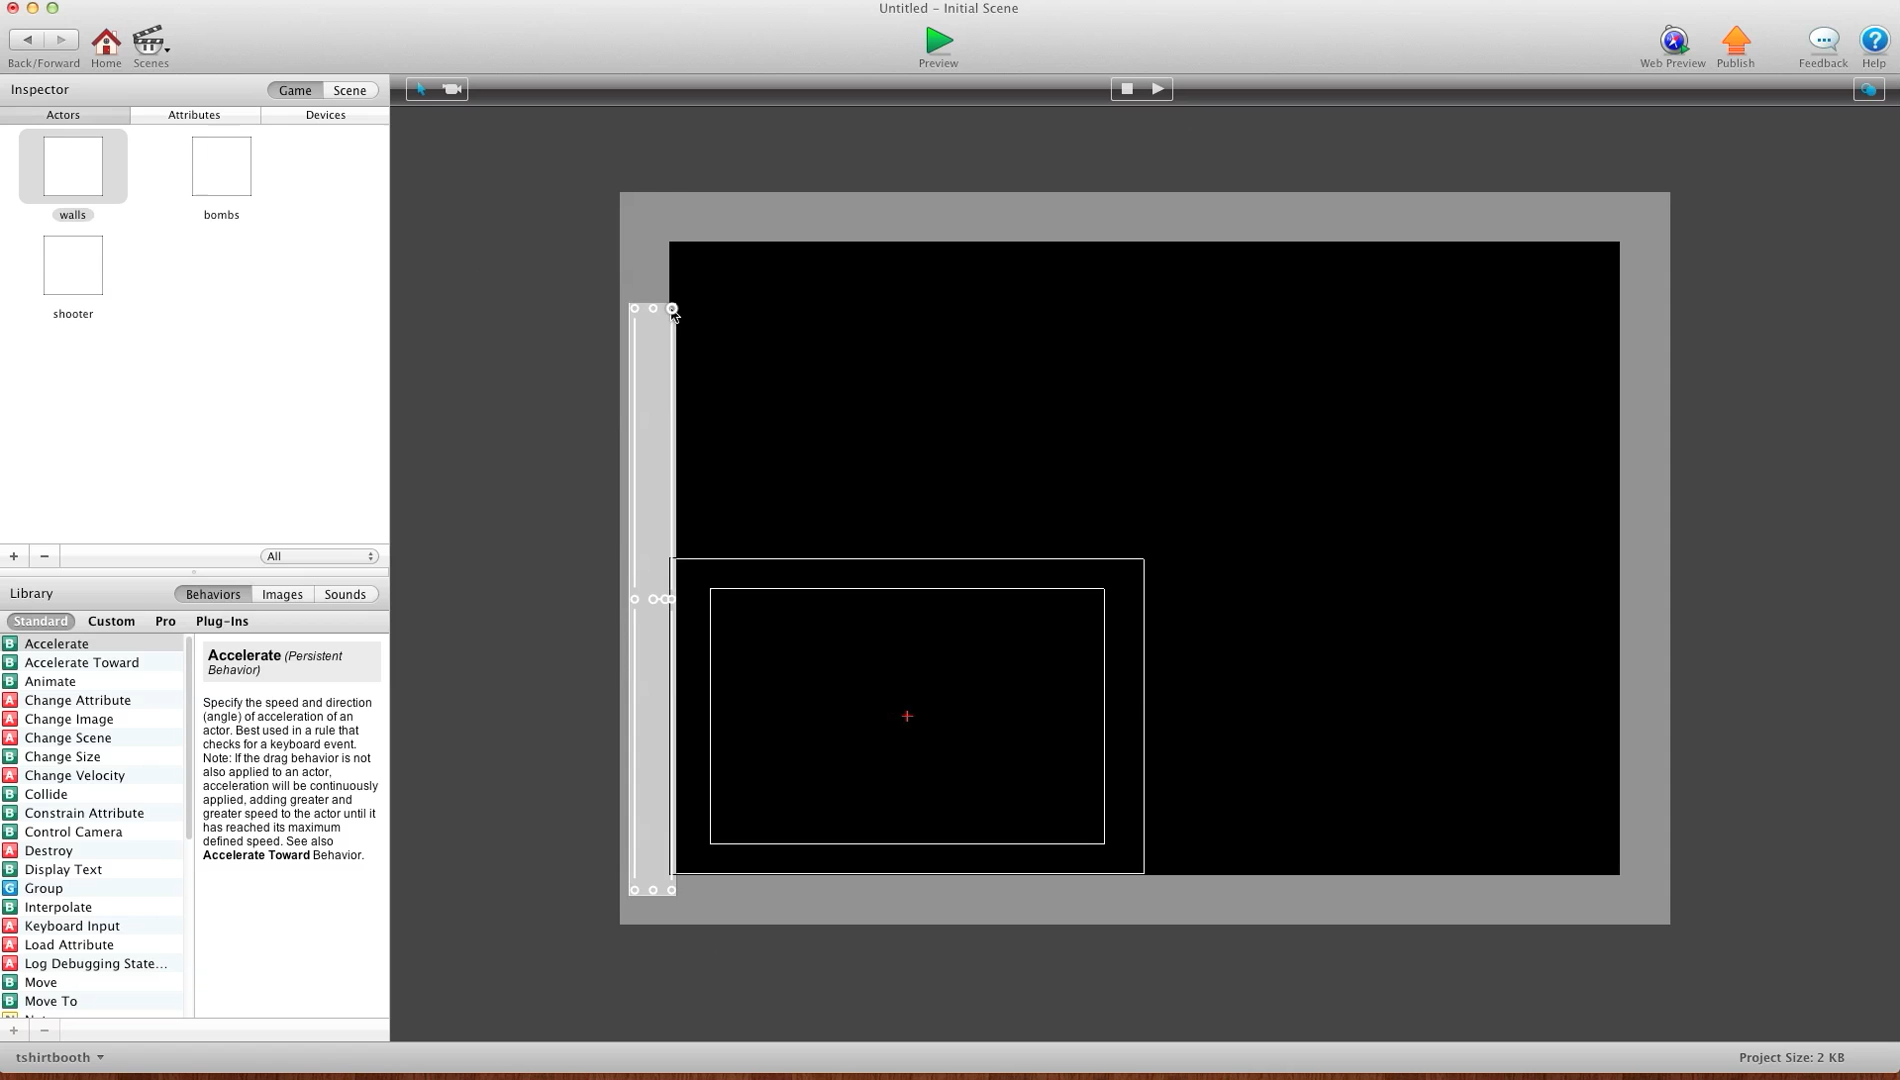 Untitled – Initial Scene
Back/Forward
Home
Scenes
Preview
Web Preview
Publish
Feedback
Help
Inspector
Game
Scene
Actors
Attributes
Devices
walls
bombs
shooter
+
−
All
Library
Behaviors
Images
Sounds
Standard
Custom
Pro
Plug-Ins
B Accelerate
B Accelerate Toward
B Animate
A Change Attribute
A Change Image
A Change Scene
B Change Size
A Change Velocity
B Collide
B Constrain Attribute
B Control Camera
B Destroy
B Display Text
G Group
B Interpolate
A Keyboard Input
A Load Attribute
A Log Debugging State...
B Move
B Move To
Accelerate (Persistent
Behavior)
Specify the speed and direction
(angle) of acceleration of an
actor. Best used in a rule that
checks for a keyboard event.
Note: If the drag behavior is not
also applied to an actor,
acceleration will be continuously
applied, adding greater and
greater speed to the actor until it
has reached its maximum
defined speed. See also
Accelerate Toward Behavior.
+
−
tshirtbooth
Project Size: 2 KB